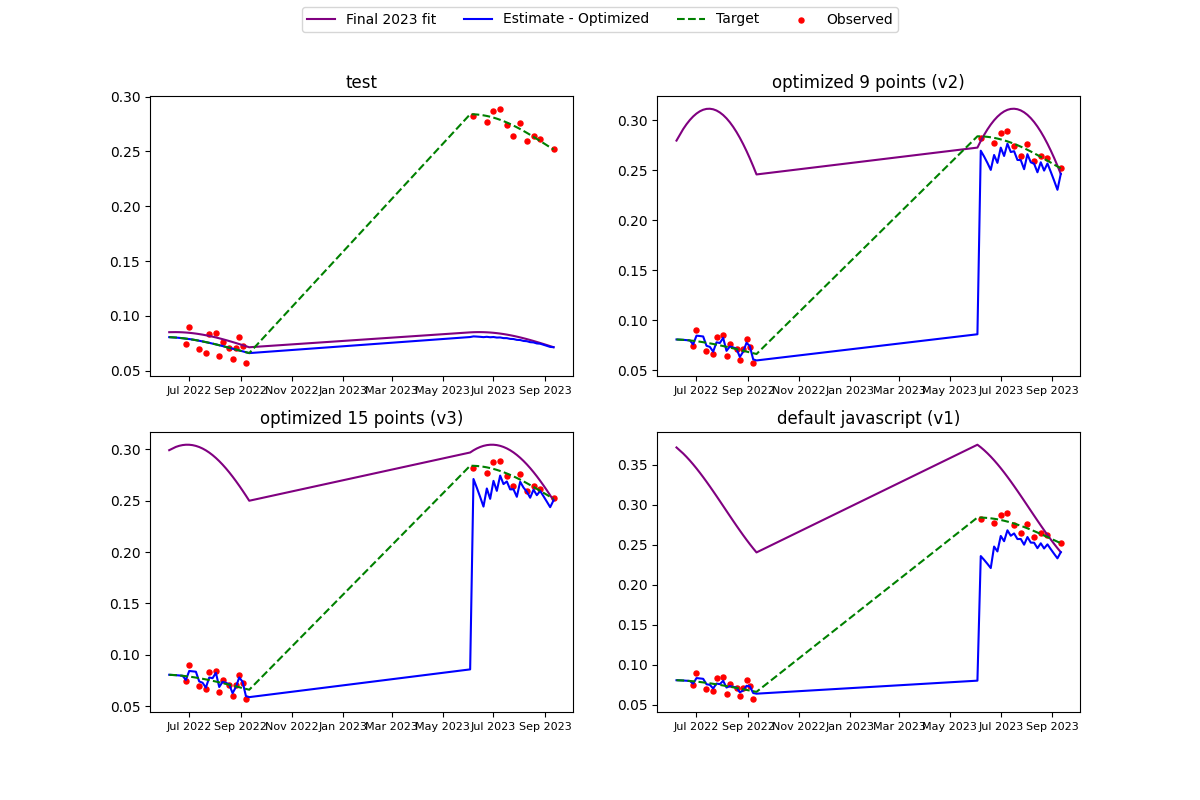 Final 2023 fit Estimate - Optimized Target Observed
test
0.30
0.25
0.20
0.15
0.10
0.05
Jul 2022 Sep 2022 Nov 2022 Jan 2023 Mar 2023 May 2023 Jul 2023 Sep 2023
optimized 9 points (v2)
0.30
0.25
0.20
0.15
0.10
0.05
Jul 2022 Sep 2022 Nov 2022 Jan 2023 Mar 2023 May 2023 Jul 2023 Sep 2023
optimized 15 points (v3)
0.30
0.25
0.20
0.15
0.10
0.05
Jul 2022 Sep 2022 Nov 2022 Jan 2023 Mar 2023 May 2023 Jul 2023 Sep 2023
default javascript (v1)
0.35
0.30
0.25
0.20
0.15
0.10
0.05
Jul 2022 Sep 2022 Nov 2022 Jan 2023 Mar 2023 May 2023 Jul 2023 Sep 2023